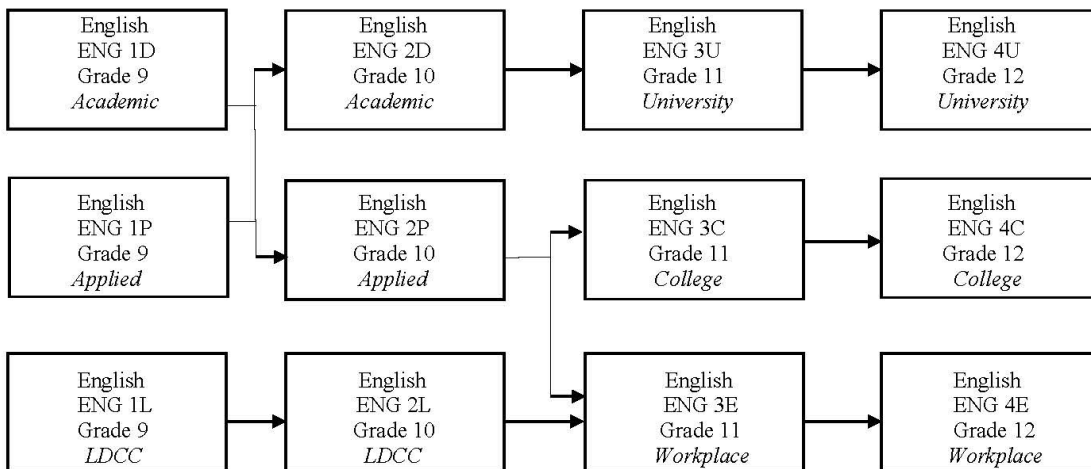 English
ENG 1D
Grade 9
Academic
English
ENG 2D
Grade 10
Academic
English
ENG 3U
Grade 11
University
English
ENG 4U
Grade 12
University
English
ENG 1P
Grade 9
Applied
English
ENG 2P
Grade 10
Applied
English
ENG 3C
Grade 11
College
English
ENG 4C
Grade 12
College
English
ENG 1L
Grade 9
LDCC
English
ENG 2L
Grade 10
LDCC
English
ENG 3E
Grade 11
Workplace
English
ENG 4E
Grade 12
Workplace